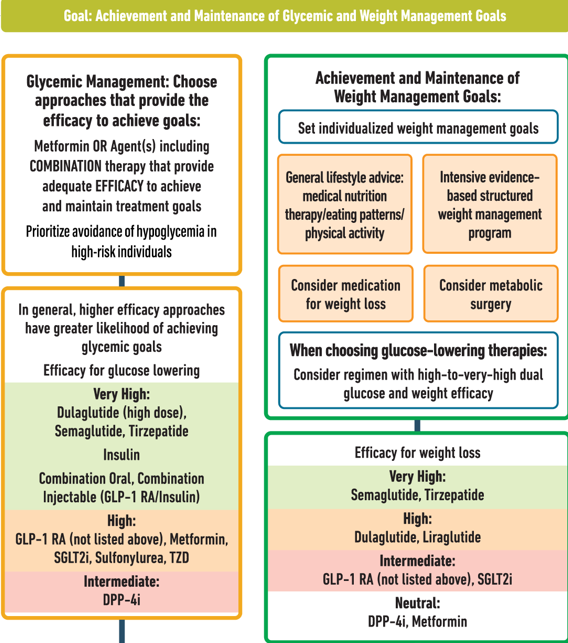 Goal: Achievement and Maintenance of Glycemic and Weight Management Goals
Glycemic Management: Choose
approaches that provide the
efficacy to achieve goals:
Metformin OR Agent(s) including
COMBINATION therapy that provide
adequate EFFICACY to achieve
and maintain treatment goals
Prioritize avoidance of hypoglycemia in
high-risk individuals
In general, higher efficacy approaches
have greater likelihood of achieving
glycemic goals
Efficacy for glucose lowering
Very High:
Dulaglutide (high dose),
Semaglutide, Tirzepatide
Insulin
Combination Oral, Combination
Injectable (GLP-1 RA/Insulin)
High:
GLP-1 RA (not listed above), Metformin,
SGLT2i, Sulfonylurea, TZD
Intermediate:
DPP-4i
Achievement and Maintenance of
Weight Management Goals:
Set individualized weight management goals
General lifestyle advice:
medical nutrition
therapy/eating patterns/
physical activity
Intensive evidence-
based structured
weight management
program
Consider medication
for weight loss
Consider metabolic
surgery
When choosing glucose-lowering therapies:
Consider regimen with high-to-very-high dual
glucose and weight efficacy
Efficacy for weight loss
Very High:
Semaglutide, Tirzepatide
High:
Dulaglutide, Liraglutide
Intermediate:
GLP-1 RA (not listed above), SGLT2i
Neutral:
DPP-4i, Metformin